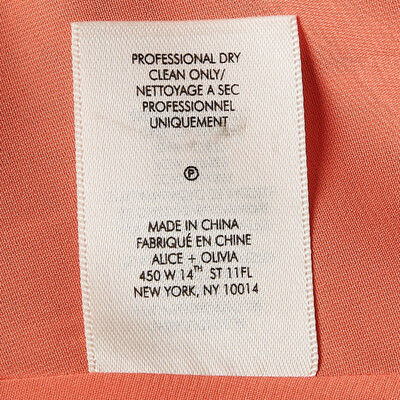 PROFESSIONAL DRY
CLEAN ONLY/
NETTOYAGE A SEC
PROFESSIONNEL
UNIQUEMENT
Ⓟ
MADE IN CHINA
FABRIQUÉ EN CHINE
ALICE + OLIVIA
450 W 14TH ST 11FL
NEW YORK, NY 10014